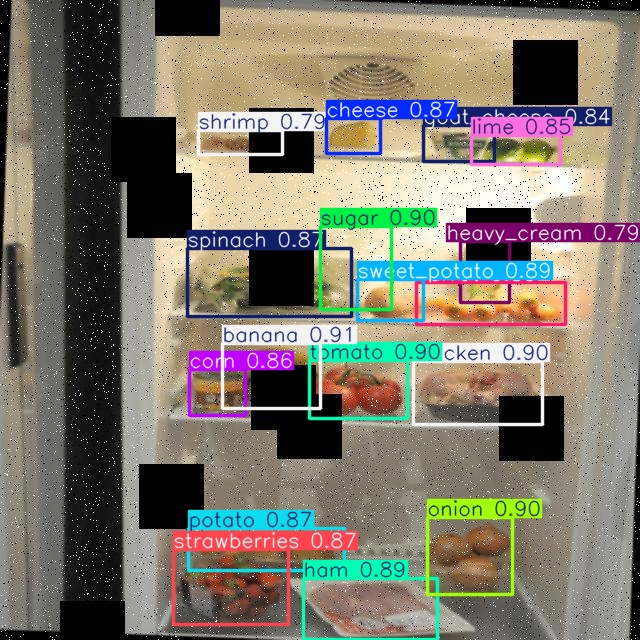 cheese 0.87
shrimp 0.79
goat_cheese 0.84
lime 0.85
sugar 0.90
spinach 0.87
heavy_cream 0.79
sweet_potato 0.89
banana 0.91
corn 0.86
tomato 0.90
cken 0.90
potato 0.87
onion 0.90
strawberries 0.87
ham 0.89